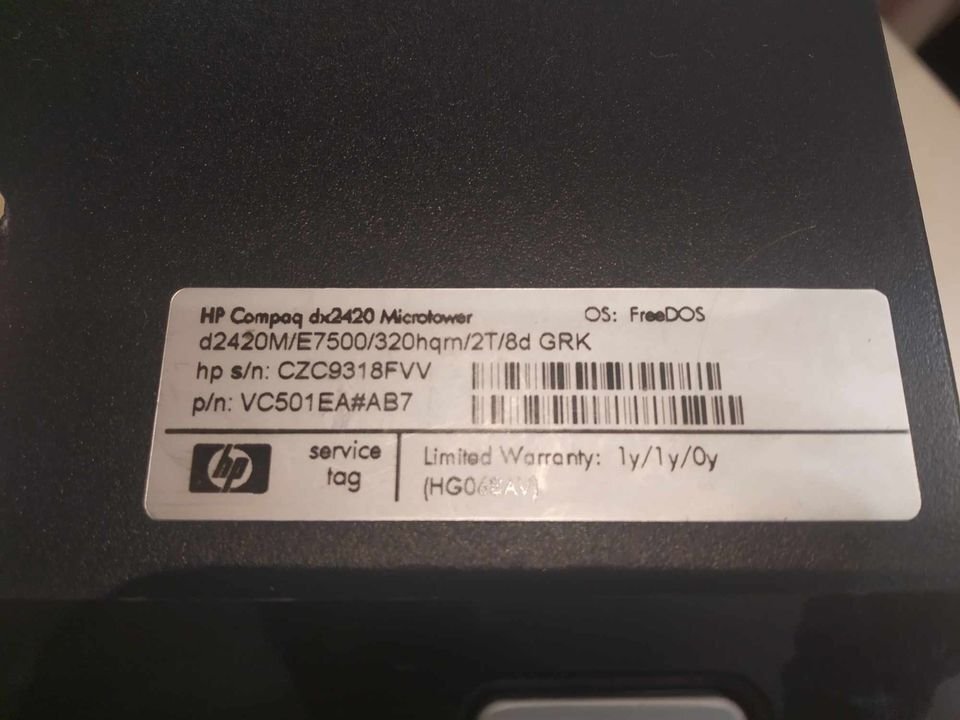 HP Compaq dx2420 Microtower OS: FreeDOS
d2420M/E7500/320hqm/2T/8d GRK
hp s/n: CZC9318FVV
p/n: VC501EA#AB7
hp service tag
Limited Warranty: 1y/1y/0y
(HG068AV)